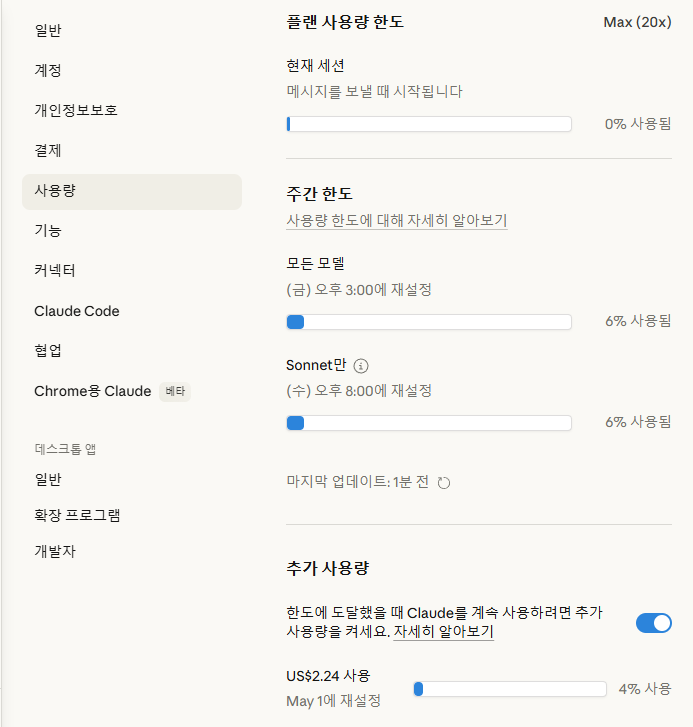 일반
계정
개인정보보호
결제
사용량
기능
커넥터
Claude Code
협업
Chrome용 Claude 베타
데스크톱 앱
일반
확장 프로그램
개발자
플랜 사용량 한도
Max (20x)
현재 세션
메시지를 보낼 때 시작됩니다
0% 사용됨
주간 한도
사용량 한도에 대해 자세히 알아보기
모든 모델
(금) 오후 3:00에 재설정
6% 사용됨
Sonnet만
(수) 오후 8:00에 재설정
6% 사용됨
마지막 업데이트: 1분 전
추가 사용량
한도에 도달했을 때 Claude를 계속 사용하려면 추가
사용량을 켜세요. 자세히 알아보기
US$2.24 사용
May 1에 재설정
4% 사용